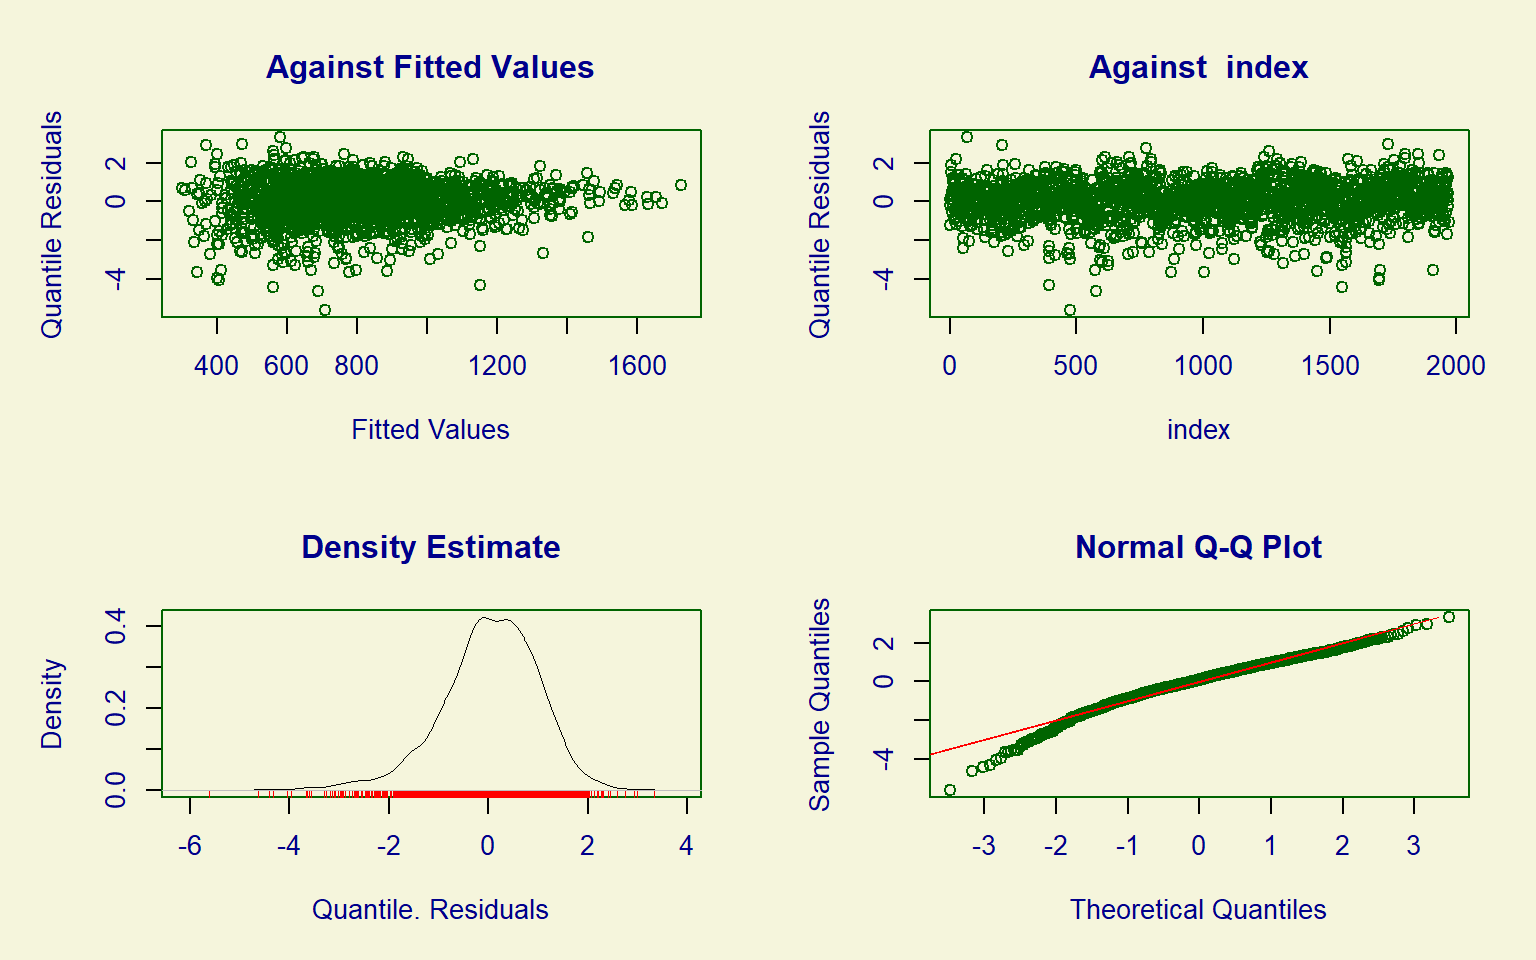 Against Fitted Values
Quantile Residuals
-4 0 2
400 600 800 1200 1600
Fitted Values
Against  index
Quantile Residuals
-4 0 2
0 500 1000 1500 2000
index
Density Estimate
Density
0.0 0.2 0.4
-6 -4 -2 0 2 4
Quantile. Residuals
Normal Q-Q Plot
Sample Quantiles
-4 0 2
-3 -2 -1 0 1 2 3
Theoretical Quantiles